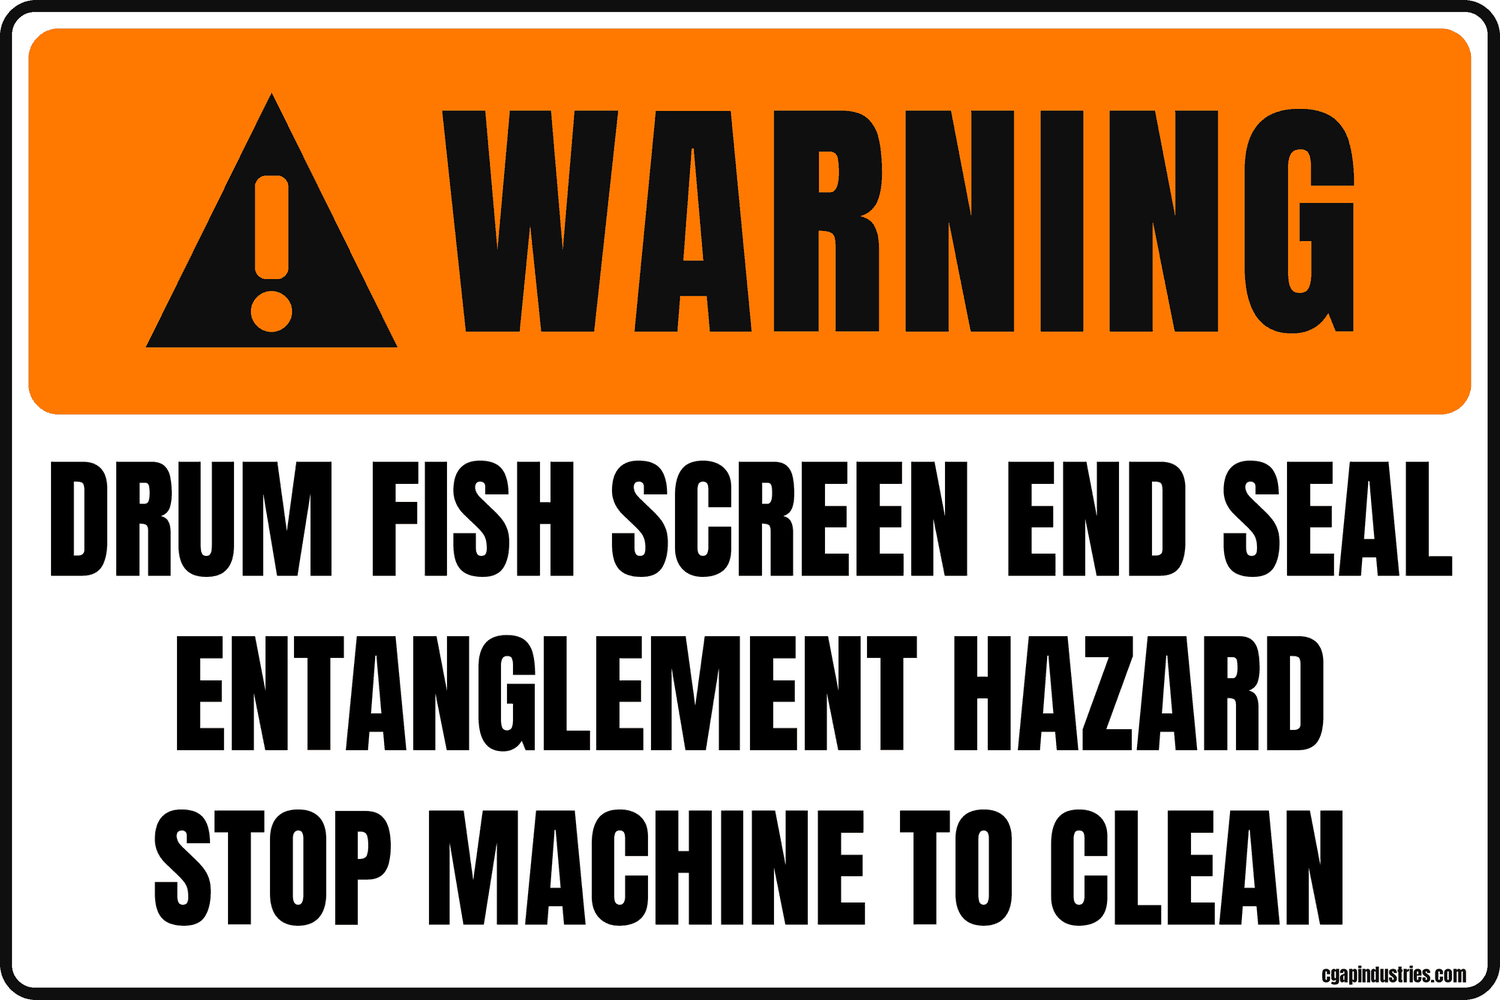 WARNING
DRUM FISH SCREEN END SEAL
ENTANGLEMENT HAZARD
STOP MACHINE TO CLEAN
cgapindustries.com